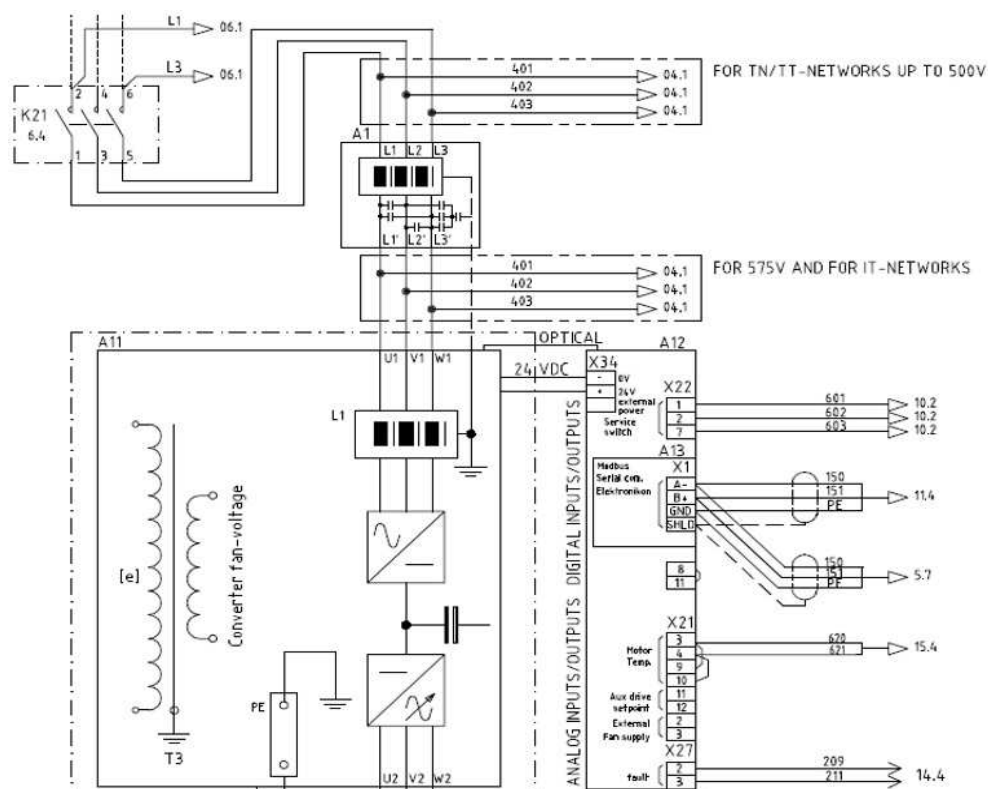 L1 06.1
L3 06.1
2 4 6
K21
6.4
1 3 5
401 04.1
402 04.1
403 04.1
FOR TN/TT-NETWORKS UP TO 500V
A1
L1 L2 L3
L1' L2' L3'
401 04.1
402 04.1
403 04.1
FOR 575V AND FOR IT-NETWORKS
A11
U1 V1 W1
OPTICAL
24 VDC
L1
[e]
Converter fan-voltage
T3
PE
U2 V2 W2
A12
X34
- 0V
+ 24V
external
power
Service
switch
X22
1 601 10.2
2 602 10.2
7 603 10.2
A13
Modbus
Serial com.
Elektronikon
X1
A- 150
B+ 151 11.4
GND PE
SHLD
150
151 5.7
PE
8
11
ANALOG INPUTS/OUTPUTS DIGITAL INPUTS/OUTPUTS
X21
Motor
Temp.
3 620
4 621 15.4
9
10
Aux drive
setpoint
11
12
External
Fan supply
2
3
X27
fault
2 209
3 211 14.4